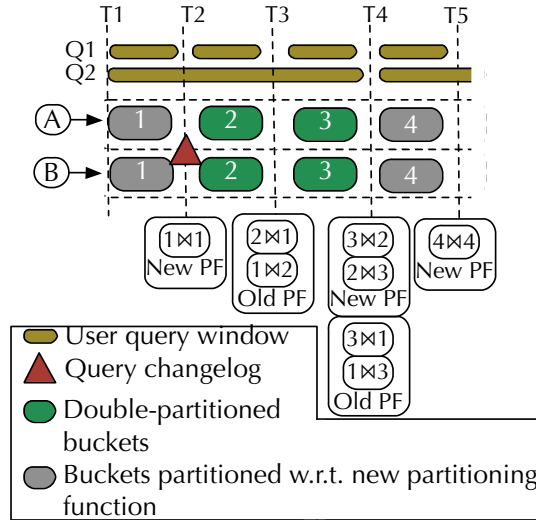 T1 T2 T3 T4 T5
Q1
Q2
A 1 2 3 4
B 1 2 3 4
1⋈1
New PF
2⋈1
1⋈2
Old PF
3⋈2
2⋈3
New PF
4⋈4
New PF
3⋈1
1⋈3
Old PF
User query window
Query changelog
Double-partitioned
buckets
Buckets partitioned w.r.t. new partitioning
function